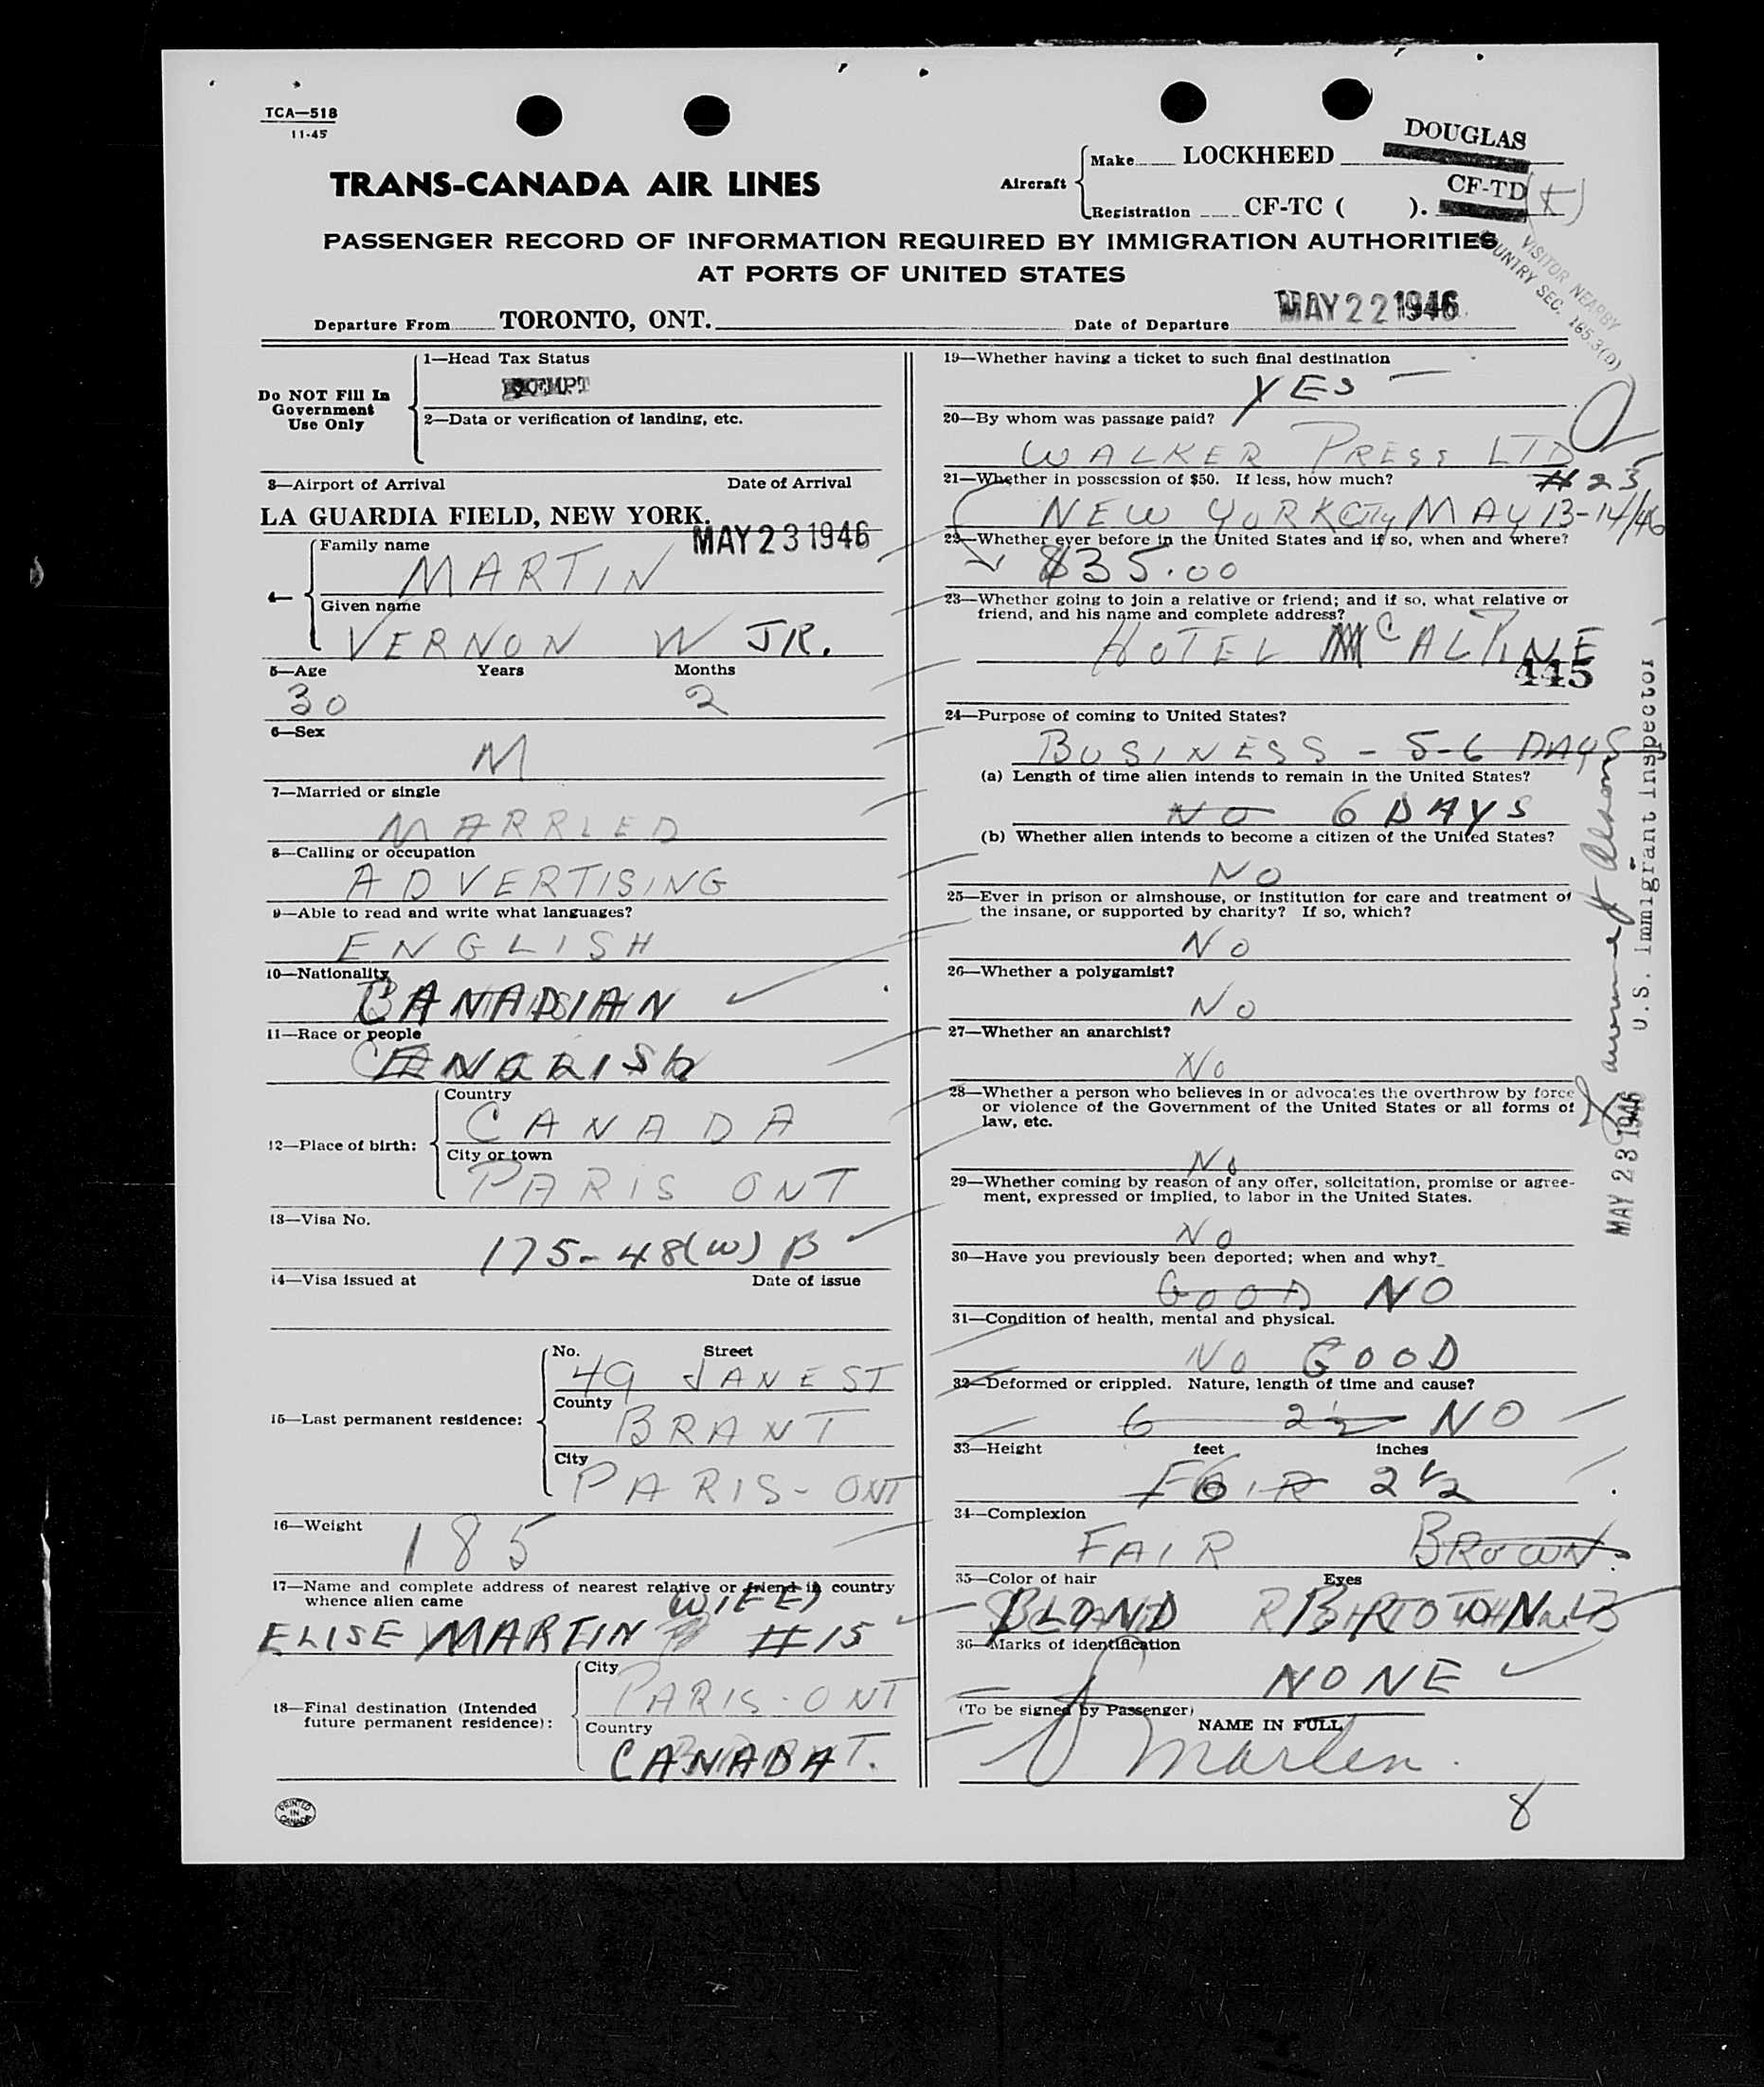 TCA—518
11-45
TRANS-CANADA AIR LINES
Aircraft
Make LOCKHEED
DOUGLAS
Registration CF-TC ( ).
CF-TD
PASSENGER RECORD OF INFORMATION REQUIRED BY IMMIGRATION AUTHORITIES
AT PORTS OF UNITED STATES
VISITOR NEARBY
COUNTRY SEC. 165.3(D)
Departure From TORONTO, ONT.
Date of Departure MAY 22 1946
Do NOT Fill In
Government
Use Only
1—Head Tax Status
EXEMPT
2—Data or verification of landing, etc.
3—Airport of Arrival Date of Arrival
LA GUARDIA FIELD, NEW YORK. MAY 23 1946
4—
Family name
MARTIN
Given name
VERNON W JR.
5—Age Years Months
30 2
6—Sex
M
7—Married or single
MARRIED
8—Calling or occupation
ADVERTISING
9—Able to read and write what languages?
ENGLISH
10—Nationality
CANADIAN
11—Race or people
ENGLISH
12—Place of birth:
Country
CANADA
City or town
PARIS ONT
13—Visa No.
175-48(W) B
14—Visa issued at Date of issue
15—Last permanent residence:
No. Street
49 JANE ST
County
BRANT
City
PARIS - ONT
16—Weight
185
17—Name and complete address of nearest relative or friend in country
whence alien came
WIFE)
ELISE MARTIN #15
18—Final destination (Intended
future permanent residence):
City
PARIS - ONT
Country
CANADA
PRINTED
IN
CANADA
19—Whether having a ticket to such final destination
YES
20—By whom was passage paid?
WALKER PRESS LTD
21—Whether in possession of $50. If less, how much?
# 23
NEW YORK City MAY 13-14/46
22—Whether ever before in the United States and if so, when and where?
$35.00
23—Whether going to join a relative or friend; and if so, what relative or
friend, and his name and complete address?
HOTEL McALPINE
445
24—Purpose of coming to United States?
BUSINESS - 5-6 DAYS
(a) Length of time alien intends to remain in the United States?
NO 6 DAYS
(b) Whether alien intends to become a citizen of the United States?
NO
25—Ever in prison or almshouse, or institution for care and treatment of
the insane, or supported by charity? If so, which?
NO
26—Whether a polygamist?
NO
27—Whether an anarchist?
NO
28—Whether a person who believes in or advocates the overthrow by force
or violence of the Government of the United States or all forms of
law, etc.
NO
29—Whether coming by reason of any offer, solicitation, promise or agree-
ment, expressed or implied, to labor in the United States.
NO
30—Have you previously been deported; when and why?
GOOD NO
31—Condition of health, mental and physical.
NO GOOD
32—Deformed or crippled. Nature, length of time and cause?
6 2½ NO
33—Height feet inches
FAIR 6 2½
34—Complexion
FAIR BROWN
35—Color of hair Eyes
BLOND BROWN
36—Marks of identification
NONE
(To be signed by Passenger)
NAME IN FULL
Martin
8
U.S. Immigrant Inspector
MAY 23 1946